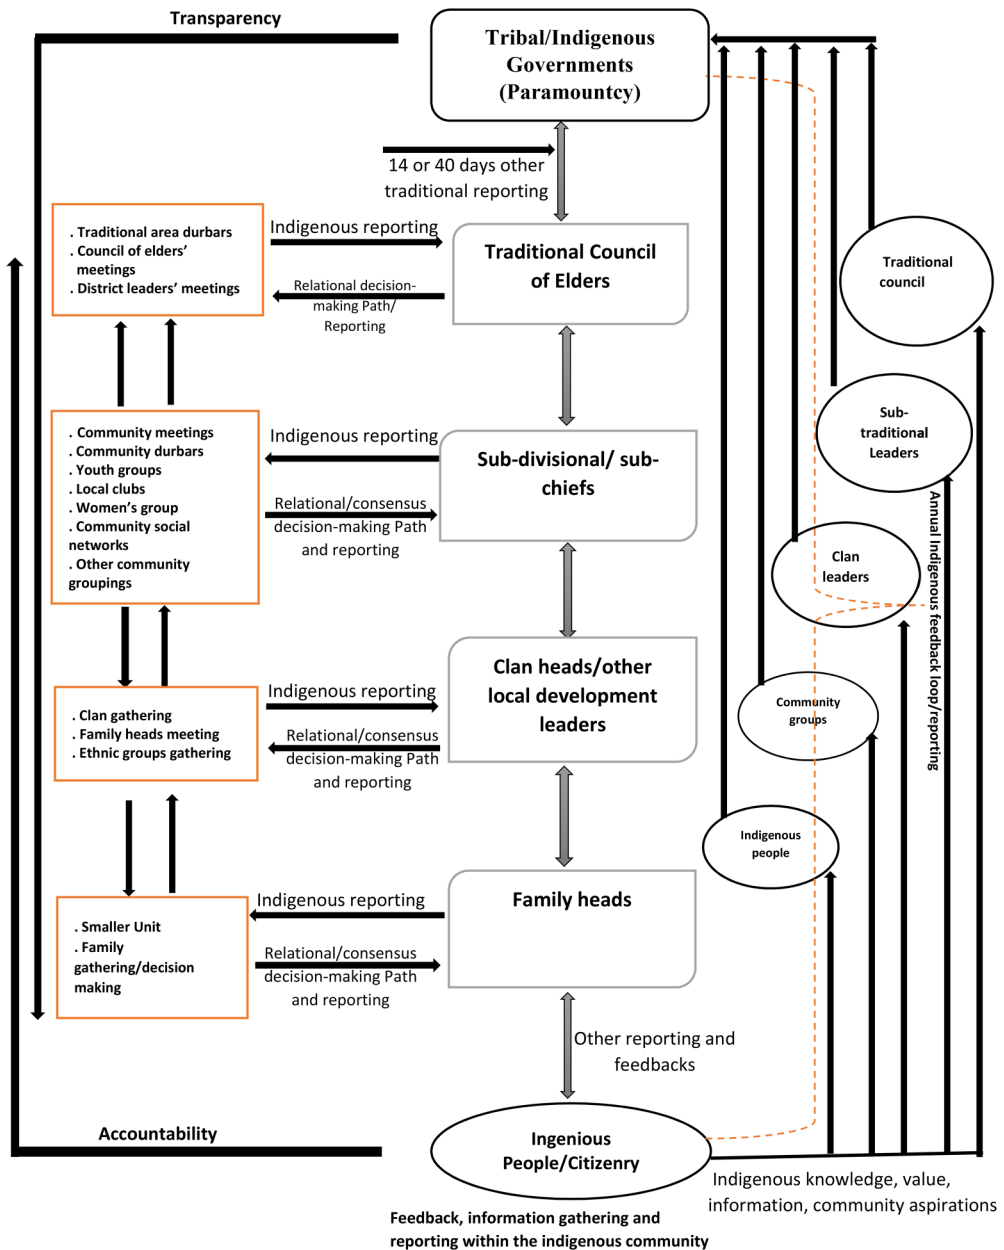 Transparency
Tribal/Indigenous
Governments
(Paramountcy)
14 or 40 days other
traditional reporting
. Traditional area durbars
. Council of elders’
meetings
. District leaders’ meetings
Indigenous reporting
Relational decision-
making Path/
Reporting
Traditional Council
of Elders
Traditional
council
. Community meetings
. Community durbars
. Youth groups
. Local clubs
. Women’s group
. Community social
networks
. Other community
groupings
Indigenous reporting
Relational/consensus
decision-making Path
and reporting
Sub-divisional/ sub-
chiefs
Sub-
traditional
Leaders
Annual Indigenous feedback loop/reporting
Clan
leaders
. Clan gathering
. Family heads meeting
. Ethnic groups gathering
Indigenous reporting
Relational/consensus
decision-making Path
and reporting
Clan heads/other
local development
leaders
Community
groups
Indigenous
people
. Smaller Unit
. Family
gathering/decision
making
Indigenous reporting
Relational/consensus
decision-making Path
and reporting
Family heads
Other reporting and
feedbacks
Accountability
Ingenious
People/Citizenry
Indigenous knowledge, value,
information, community aspirations
Feedback, information gathering and
reporting within the indigenous community